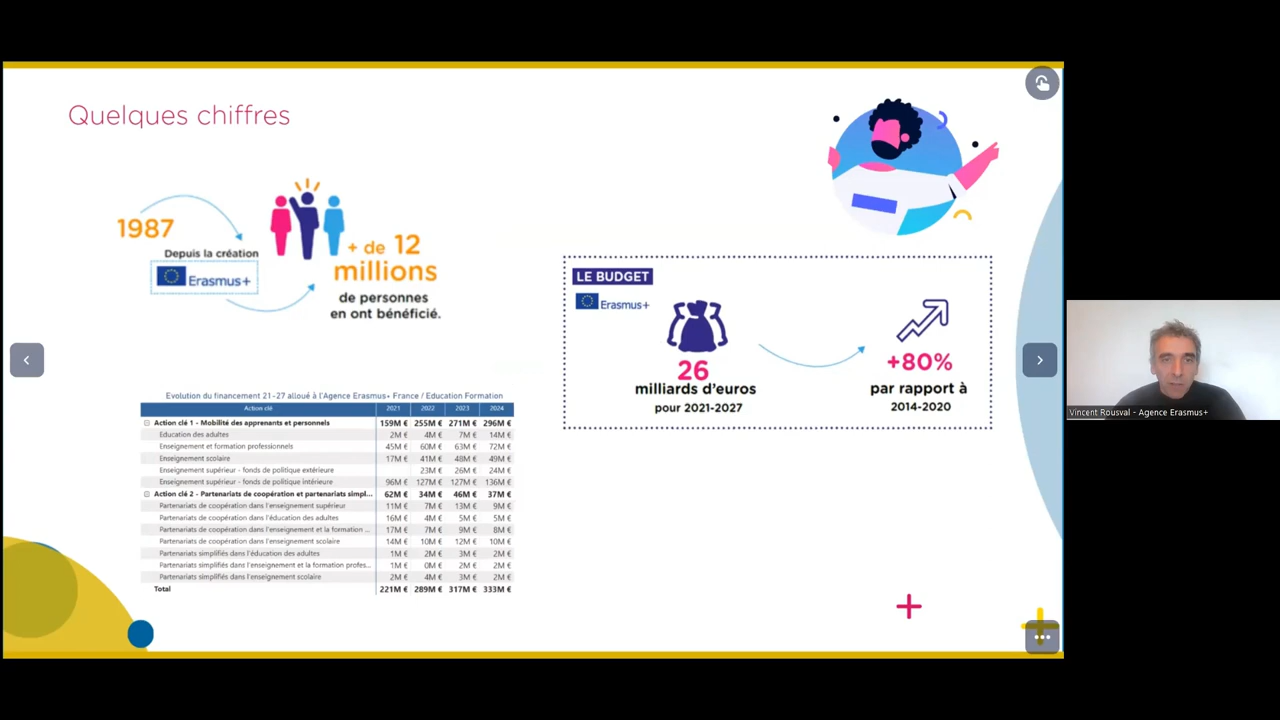 Quelques chiffres
1987
Depuis la création
Erasmus+
+ de 12
millions
de personnes
en ont bénéficié.
LE BUDGET
Erasmus+
26
milliards d'euros
pour 2021-2027
+80%
par rapport à
2014-2020
Evolution du financement 21-27 alloué à l'Agence Erasmus+ France / Education Formation
Action clé 2021 2022 2023 2024
Action clé 1 - Mobilité des apprenants et personnels 159M € 255M € 271M € 296M €
Education des adultes 2M € 4M € 7M € 14M €
Enseignement et formation professionnels 45M € 60M € 63M € 72M €
Enseignement scolaire 17M € 41M € 48M € 49M €
Enseignement supérieur - fonds de politique extérieure 23M € 26M € 24M €
Enseignement supérieur - fonds de politique intérieure 96M € 127M € 127M € 136M €
Action clé 2 - Partenariats de coopération et partenariats simpl... 62M € 34M € 46M € 37M €
Partenariats de coopération dans l'enseignement supérieur 11M € 7M € 13M € 9M €
Partenariats de coopération dans l'éducation des adultes 16M € 4M € 5M € 5M €
Partenariats de coopération dans l'enseignement et la formation ... 17M € 7M € 9M € 8M €
Partenariats de coopération dans l'enseignement scolaire 14M € 10M € 12M € 10M €
Partenariats simplifiés dans l'éducation des adultes 1M € 2M € 3M € 2M €
Partenariats simplifiés dans l'enseignement et la formation profes... 1M € 0M € 2M € 2M €
Partenariats simplifiés dans l'enseignement scolaire 2M € 4M € 3M € 2M €
Total 221M € 289M € 317M € 333M €
Vincent Rousval - Agence Erasmus+